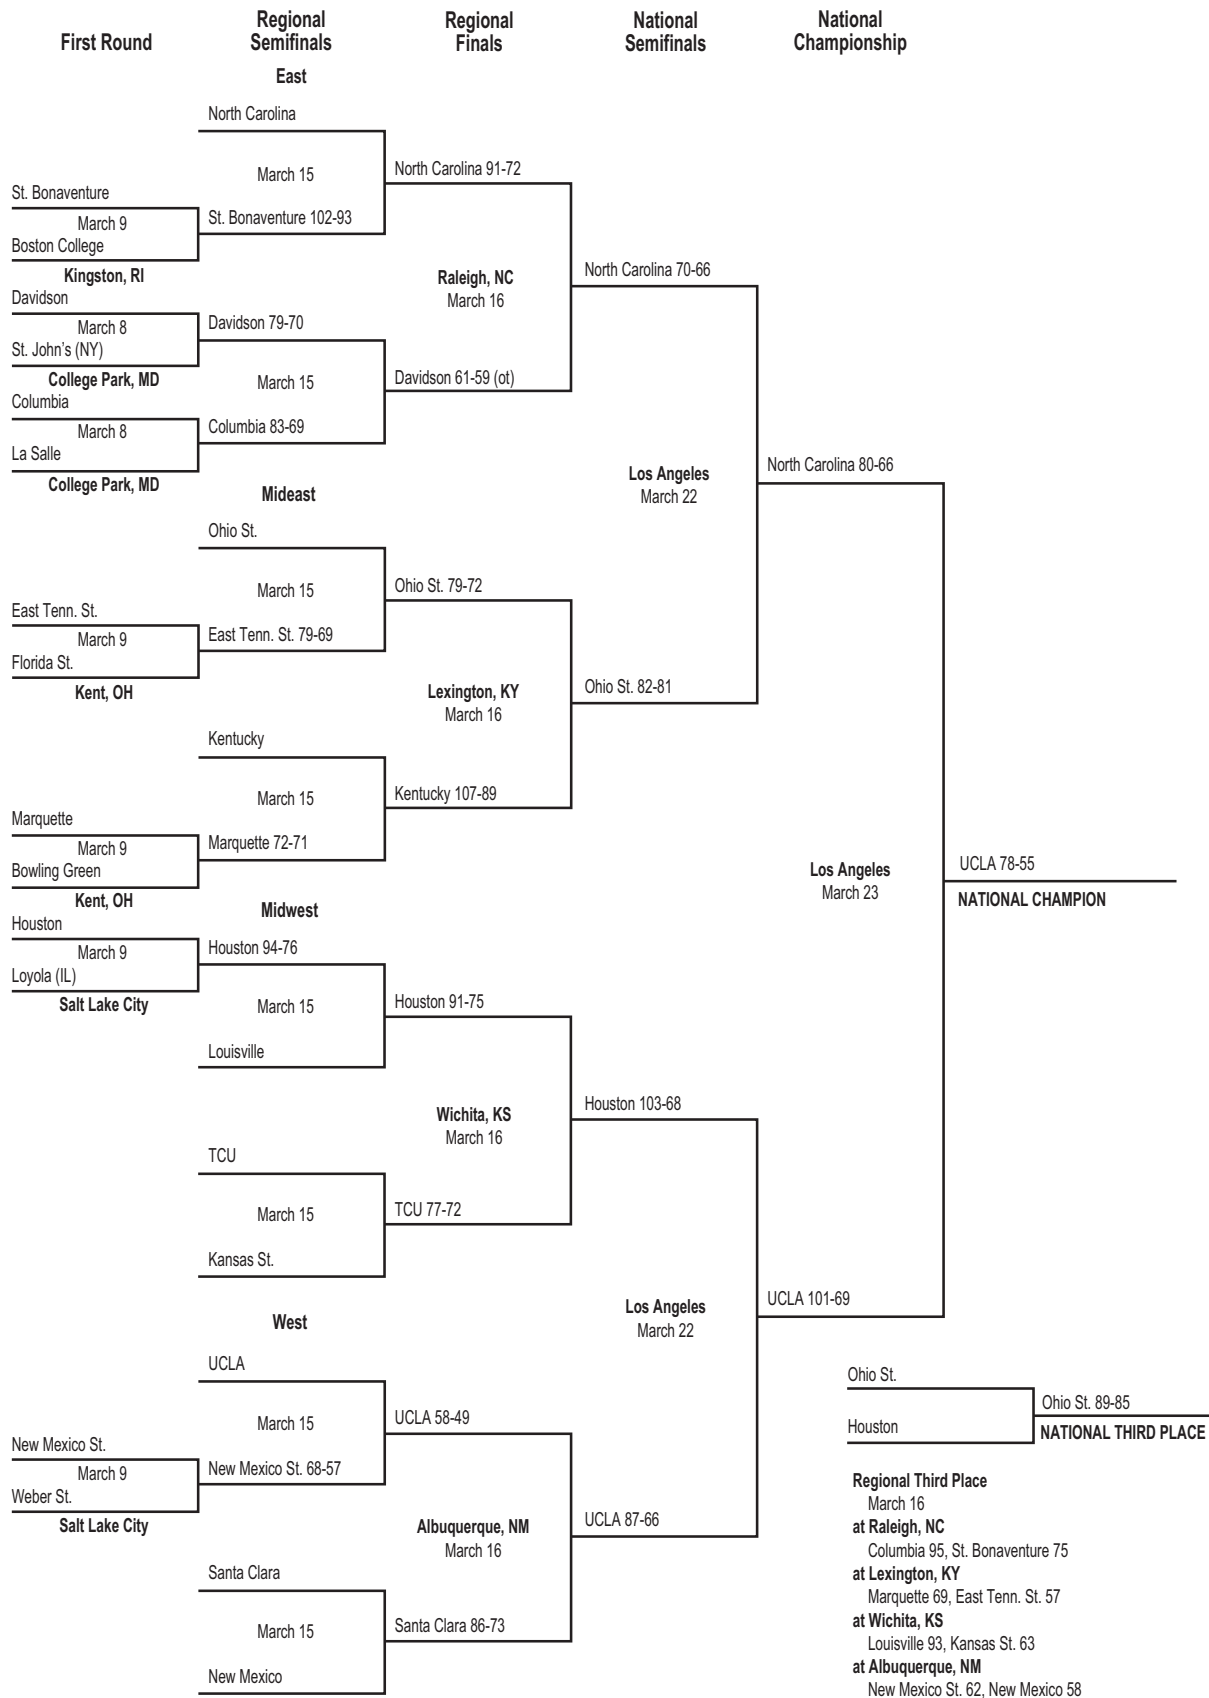 First Round
Regional
Semifinals
Regional
Finals
National
Semifinals
National
Championship
East
North Carolina
March 15
North Carolina 91-72
St. Bonaventure
March 9
St. Bonaventure 102-93
Boston College
Kingston, RI
Raleigh, NC
March 16
North Carolina 70-66
Davidson
March 8
Davidson 79-70
St. John's (NY)
College Park, MD
March 15
Davidson 61-59 (ot)
Columbia
March 8
Columbia 83-69
La Salle
College Park, MD
Los Angeles
March 22
North Carolina 80-66
Mideast
Ohio St.
March 15
Ohio St. 79-72
East Tenn. St.
March 9
East Tenn. St. 79-69
Florida St.
Kent, OH
Lexington, KY
March 16
Ohio St. 82-81
Kentucky
March 15
Kentucky 107-89
Marquette
March 9
Marquette 72-71
Bowling Green
Kent, OH
Los Angeles
March 23
UCLA 78-55
NATIONAL CHAMPION
Midwest
Houston
March 9
Houston 94-76
Loyola (IL)
Salt Lake City
March 15
Houston 91-75
Louisville
Wichita, KS
March 16
Houston 103-68
TCU
March 15
TCU 77-72
Kansas St.
Los Angeles
March 22
UCLA 101-69
West
UCLA
March 15
UCLA 58-49
New Mexico St.
March 9
New Mexico St. 68-57
Weber St.
Salt Lake City
Albuquerque, NM
March 16
UCLA 87-66
Santa Clara
March 15
Santa Clara 86-73
New Mexico
Ohio St.
Ohio St. 89-85
Houston
NATIONAL THIRD PLACE
Regional Third Place
March 16
at Raleigh, NC
Columbia 95, St. Bonaventure 75
at Lexington, KY
Marquette 69, East Tenn. St. 57
at Wichita, KS
Louisville 93, Kansas St. 63
at Albuquerque, NM
New Mexico St. 62, New Mexico 58